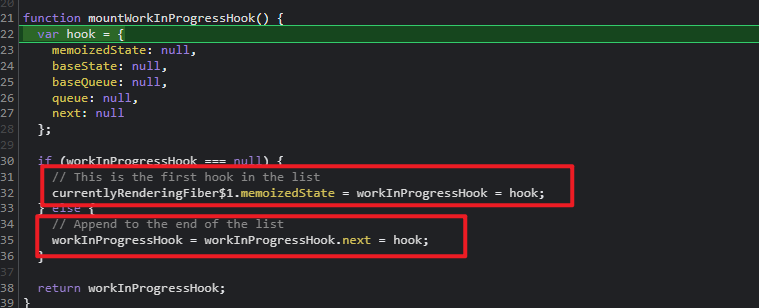 20
21 function mountWorkInProgressHook() {
22 var hook = {
23 memoizedState: null,
24 baseState: null,
25 baseQueue: null,
26 queue: null,
27 next: null
28 };
29
30 if (workInProgressHook === null) {
31 // This is the first hook in the list
32 currentlyRenderingFiber$1.memoizedState = workInProgressHook = hook;
33 } else {
34 // Append to the end of the list
35 workInProgressHook = workInProgressHook.next = hook;
36 }
37
38 return workInProgressHook;
39 }